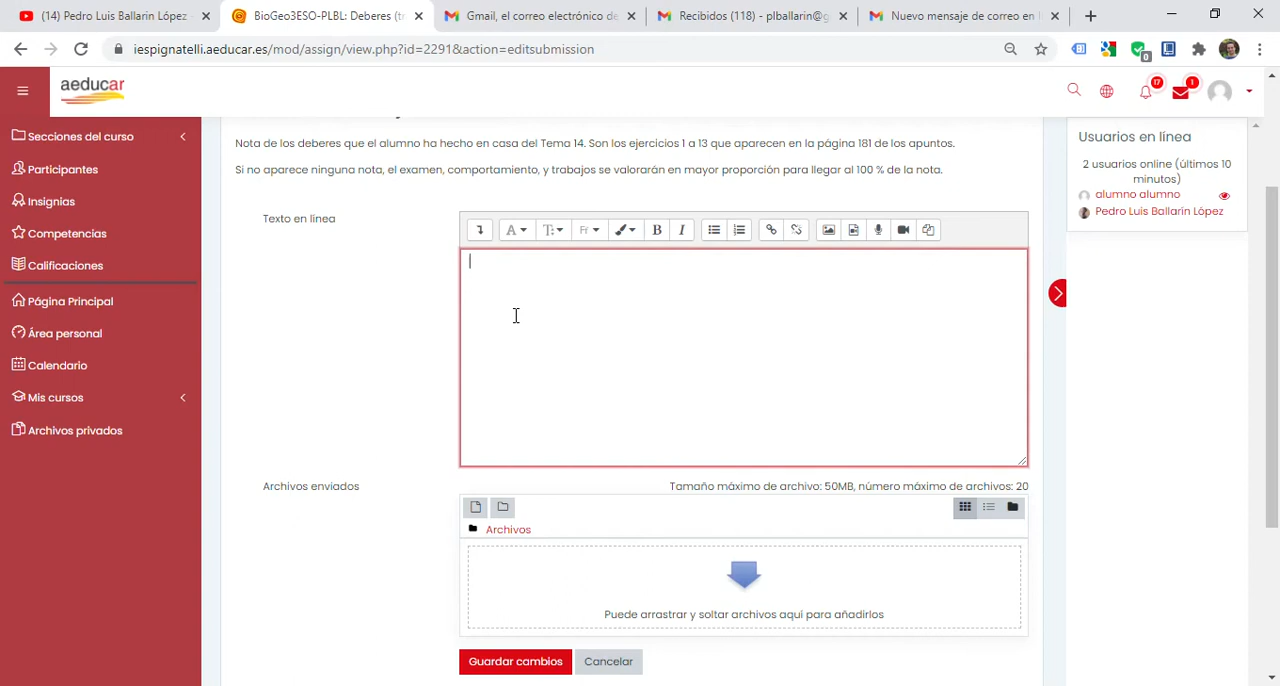 (14) Pedro Luis Ballarin López
BioGeo3ESO-PLBL: Deberes (tr
Gmail, el correo electrónico de
Recibidos (118) - plballarin@g
Nuevo mensaje de correo en l
iespignatelli.aeducar.es/mod/assign/view.php?id=2291&action=editsubmission
0
aeducar
17
1
Secciones del curso
Participantes
Insignias
Competencias
Calificaciones
Página Principal
Área personal
Calendario
Mis cursos
Archivos privados
Nota de los deberes que el alumno ha hecho en casa del Tema 14. Son los ejercicios 1 a 13 que aparecen en la página 181 de los apuntos.
Si no aparece ninguna nota, el examen, comportamiento, y trabajos se valorarán en mayor proporción para llegar al 100 % de la nota.
Texto en línea
A
T
Fr
B
I
Archivos enviados
Tamaño máximo de archivo: 50MB, número máximo de archivos: 20
Archivos
Puede arrastrar y soltar archivos aquí para añadirlos
Guardar cambios
Cancelar
Usuarios en línea
2 usuarios online (últimos 10
minutos)
alumno alumno
Pedro Luis Ballarín López